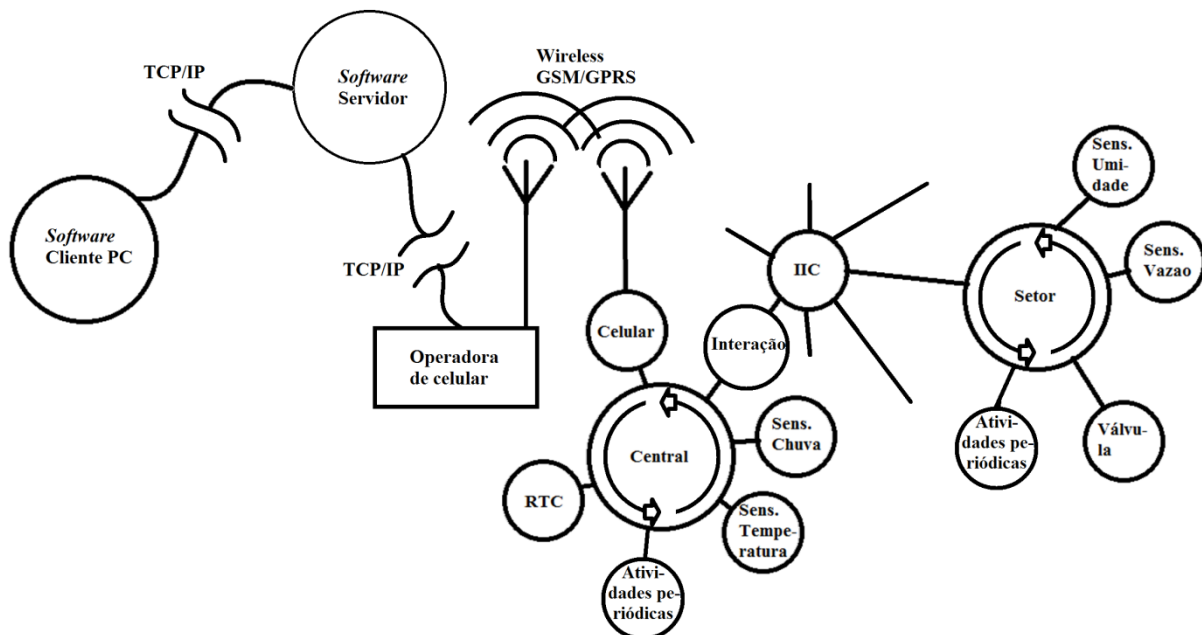 TCP/IP
Software
Servidor
Wireless
GSM/GPRS
Software
Cliente PC
TCP/IP
Operadora
de celular
Celular
Interação
IIC
Sens.
Umi-
dade
Sens.
Vazao
Setor
Ativi-
dades pe-
riódicas
Válvu-
la
Central
Sens.
Chuva
RTC
Sens.
Tempe-
ratura
Ativi-
dades pe-
riódicas